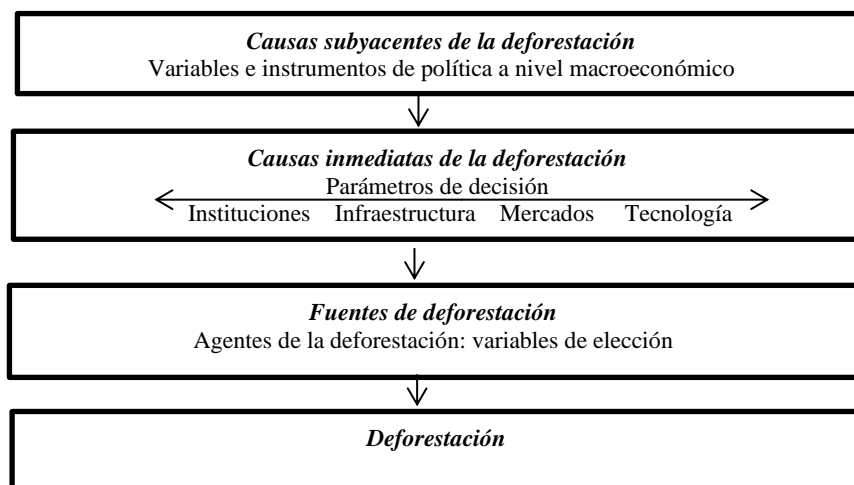 Causas subyacentes de la deforestación
Variables e instrumentos de política a nivel macroeconómico
Causas inmediatas de la deforestación
Parámetros de decisión
Instituciones Infraestructura Mercados Tecnología
Fuentes de deforestación
Agentes de la deforestación: variables de elección
Deforestación